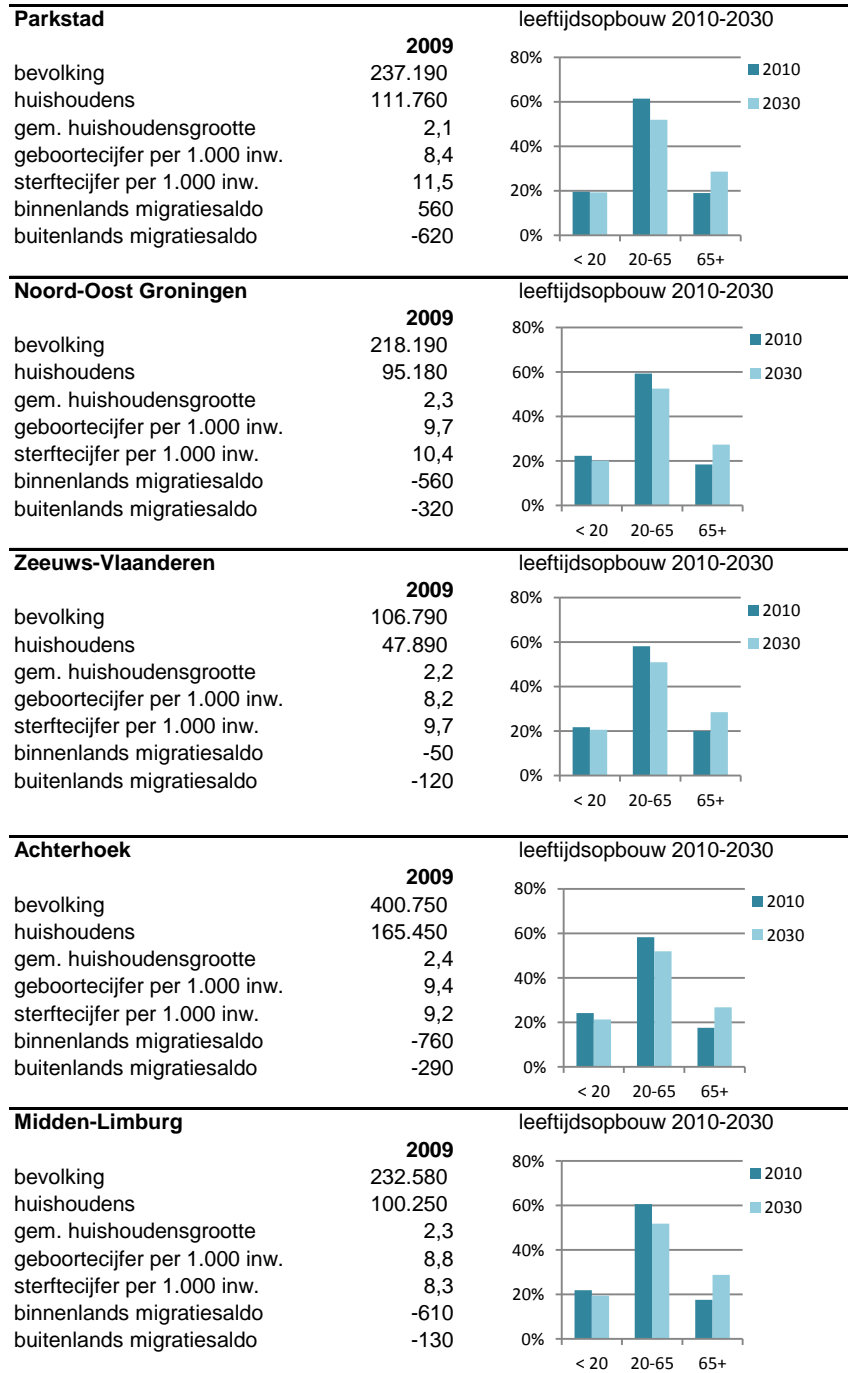 Parkstad leeftijdsopbouw 2010-2030
2009
bevolking 237.190
huishoudens 111.760
gem. huishoudensgrootte 2,1
geboortecijfer per 1.000 inw. 8,4
sterftecijfer per 1.000 inw. 11,5
binnenlands migratiesaldo 560
buitenlands migratiesaldo -620
80%
60%
40%
20%
0%
< 20 20-65 65+
2010
2030
Noord-Oost Groningen leeftijdsopbouw 2010-2030
2009
bevolking 218.190
huishoudens 95.180
gem. huishoudensgrootte 2,3
geboortecijfer per 1.000 inw. 9,7
sterftecijfer per 1.000 inw. 10,4
binnenlands migratiesaldo -560
buitenlands migratiesaldo -320
80%
60%
40%
20%
0%
< 20 20-65 65+
2010
2030
Zeeuws-Vlaanderen leeftijdsopbouw 2010-2030
2009
bevolking 106.790
huishoudens 47.890
gem. huishoudensgrootte 2,2
geboortecijfer per 1.000 inw. 8,2
sterftecijfer per 1.000 inw. 9,7
binnenlands migratiesaldo -50
buitenlands migratiesaldo -120
80%
60%
40%
20%
0%
< 20 20-65 65+
2010
2030
Achterhoek leeftijdsopbouw 2010-2030
2009
bevolking 400.750
huishoudens 165.450
gem. huishoudensgrootte 2,4
geboortecijfer per 1.000 inw. 9,4
sterftecijfer per 1.000 inw. 9,2
binnenlands migratiesaldo -760
buitenlands migratiesaldo -290
80%
60%
40%
20%
0%
< 20 20-65 65+
2010
2030
Midden-Limburg leeftijdsopbouw 2010-2030
2009
bevolking 232.580
huishoudens 100.250
gem. huishoudensgrootte 2,3
geboortecijfer per 1.000 inw. 8,8
sterftecijfer per 1.000 inw. 8,3
binnenlands migratiesaldo -610
buitenlands migratiesaldo -130
80%
60%
40%
20%
0%
< 20 20-65 65+
2010
2030